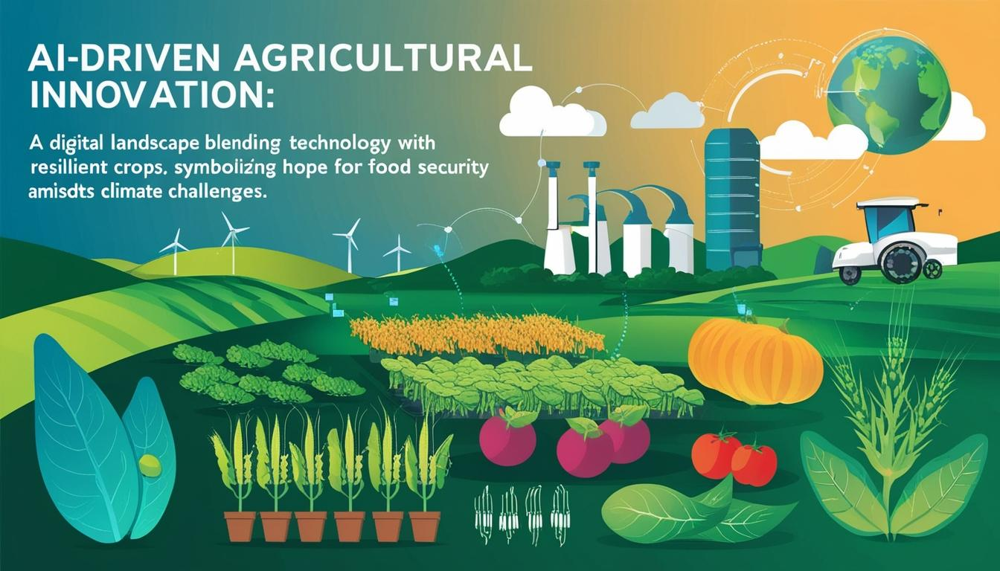 AI-DRIVEN AGRICULTURAL
INNOVATION:
A digital landscape blending technology with
resillient crops. symbolizing hope for food security
amisdts climate challenges.